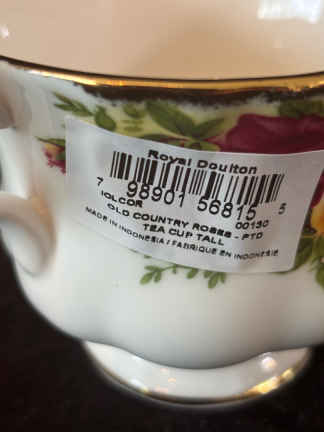 Royal Doulton
7 98901 56815 5
IOLCOR 00130
OLD COUNTRY ROSES - PTD
TEA CUP TALL
MADE IN INDONESIA / FABRIQUE EN INDONESIE